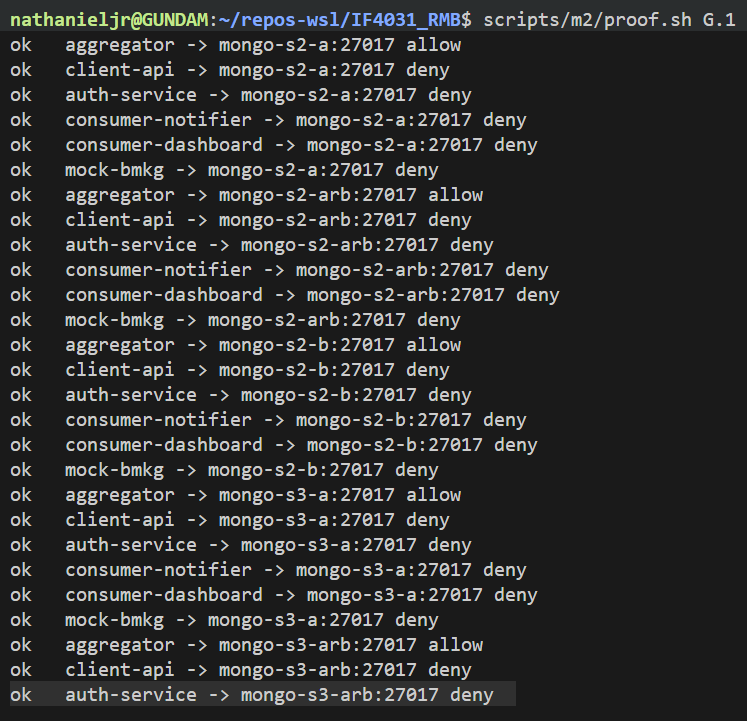 nathanieljr@GUNDAM:~/repos-wsl/IF4031_RMB$ scripts/m2/proof.sh G.1
ok   aggregator -> mongo-s2-a:27017 allow
ok   client-api -> mongo-s2-a:27017 deny
ok   auth-service -> mongo-s2-a:27017 deny
ok   consumer-notifier -> mongo-s2-a:27017 deny
ok   consumer-dashboard -> mongo-s2-a:27017 deny
ok   mock-bmkg -> mongo-s2-a:27017 deny
ok   aggregator -> mongo-s2-arb:27017 allow
ok   client-api -> mongo-s2-arb:27017 deny
ok   auth-service -> mongo-s2-arb:27017 deny
ok   consumer-notifier -> mongo-s2-arb:27017 deny
ok   consumer-dashboard -> mongo-s2-arb:27017 deny
ok   mock-bmkg -> mongo-s2-arb:27017 deny
ok   aggregator -> mongo-s2-b:27017 allow
ok   client-api -> mongo-s2-b:27017 deny
ok   auth-service -> mongo-s2-b:27017 deny
ok   consumer-notifier -> mongo-s2-b:27017 deny
ok   consumer-dashboard -> mongo-s2-b:27017 deny
ok   mock-bmkg -> mongo-s2-b:27017 deny
ok   aggregator -> mongo-s3-a:27017 allow
ok   client-api -> mongo-s3-a:27017 deny
ok   auth-service -> mongo-s3-a:27017 deny
ok   consumer-notifier -> mongo-s3-a:27017 deny
ok   consumer-dashboard -> mongo-s3-a:27017 deny
ok   mock-bmkg -> mongo-s3-a:27017 deny
ok   aggregator -> mongo-s3-arb:27017 allow
ok   client-api -> mongo-s3-arb:27017 deny
ok   auth-service -> mongo-s3-arb:27017 deny